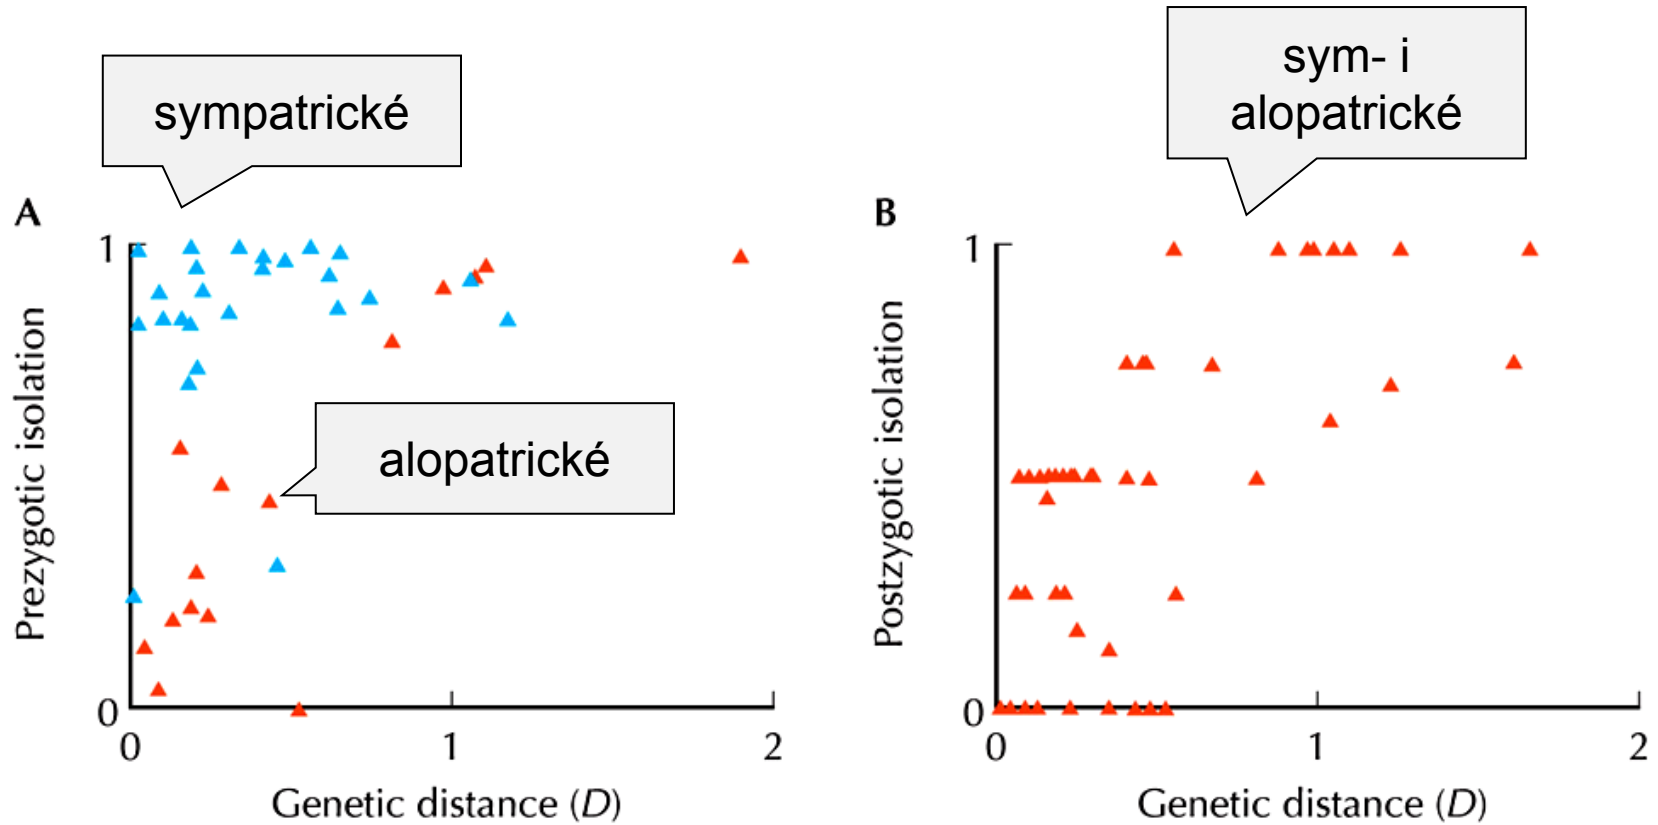 sympatrické
sym- i
alopatrické
A
1
Prezygotic isolation
alopatrické
0
0 1 2
Genetic distance (D)
B
1
Postzygotic isolation
0
0 1 2
Genetic distance (D)